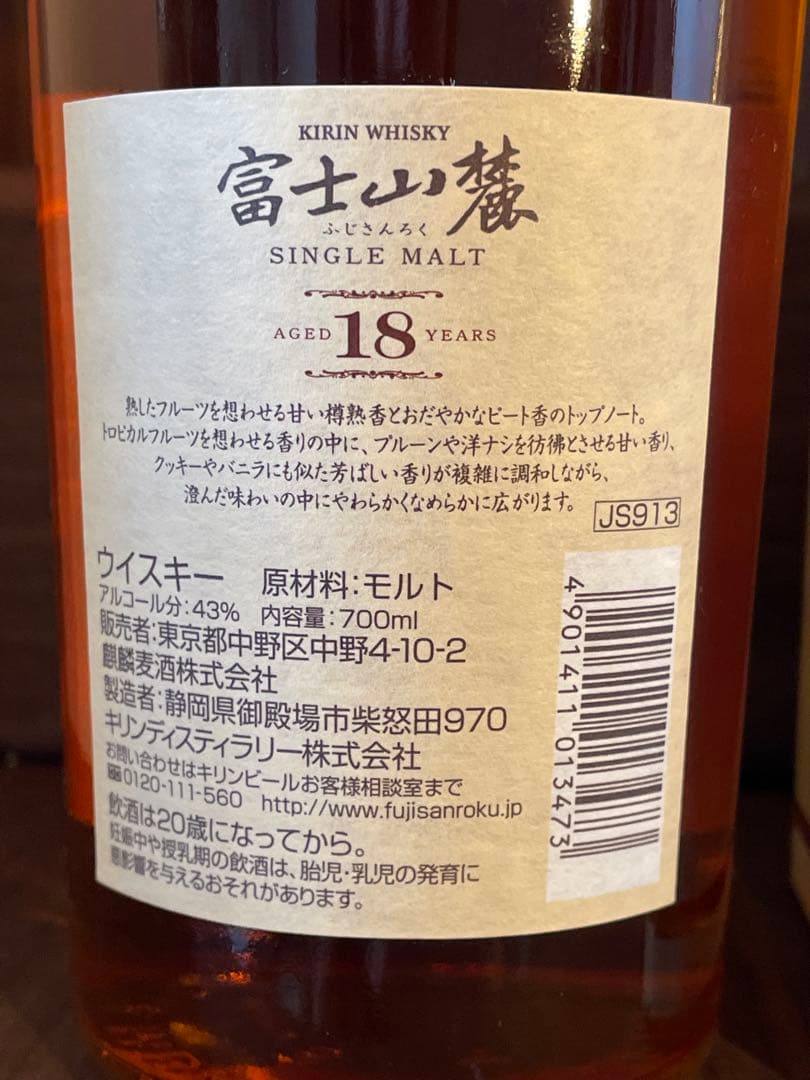 KIRIN WHISKY
富士山麓
ふじさんろく
SINGLE MALT
AGED 18 YEARS
熟したフルーツを想わせる甘い樽熟香とおだやかなピート香のトップノート。
トロピカルフルーツを想わせる香りの中に、プルーンや洋ナシを彷彿とさせる甘い香り、
クッキーやバニラにも似た芳ばしい香りが複雑に調和しながら、
澄んだ味わいの中にやわらかくなめらかに広がります。
JS913
ウイスキー 原材料:モルト
アルコール分:43% 内容量:700ml
販売者:東京都中野区中野4-10-2
麒麟麦酒株式会社
製造者:静岡県御殿場市柴怒田970
キリンディスティラリー株式会社
お問い合わせはキリンビールお客様相談室まで
0120-111-560 http://www.fujisanroku.jp
飲酒は20歳になってから。
妊娠中や授乳期の飲酒は、胎児・乳児の発育に
悪影響を与えるおそれがあります。
4 901411 013473